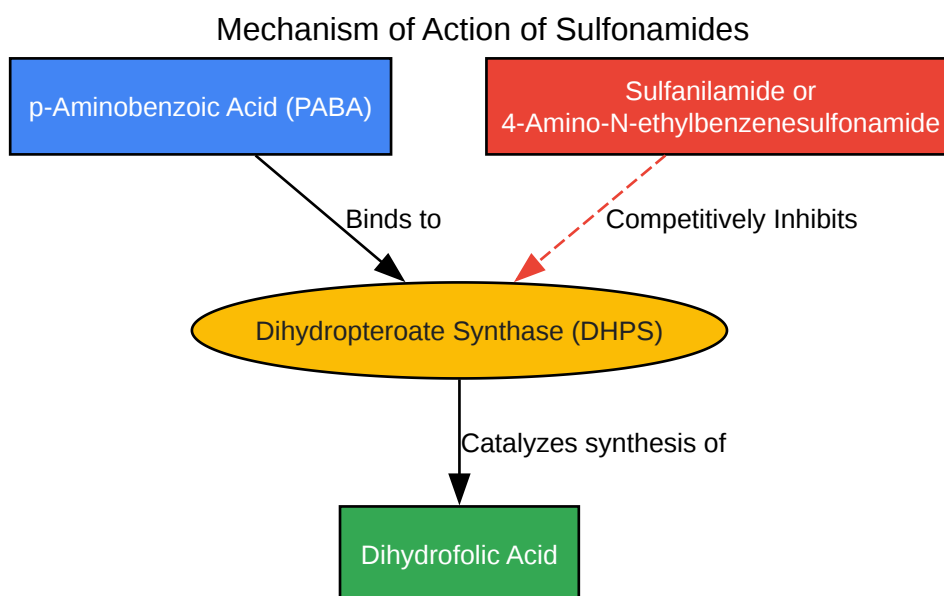 Mechanism of Action of Sulfonamides
p-Aminobenzoic Acid (PABA)
Sulfanilamide or
4-Amino-N-ethylbenzenesulfonamide
Binds to
Competitively Inhibits
Dihydropteroate Synthase (DHPS)
Catalyzes synthesis of
Dihydrofolic Acid